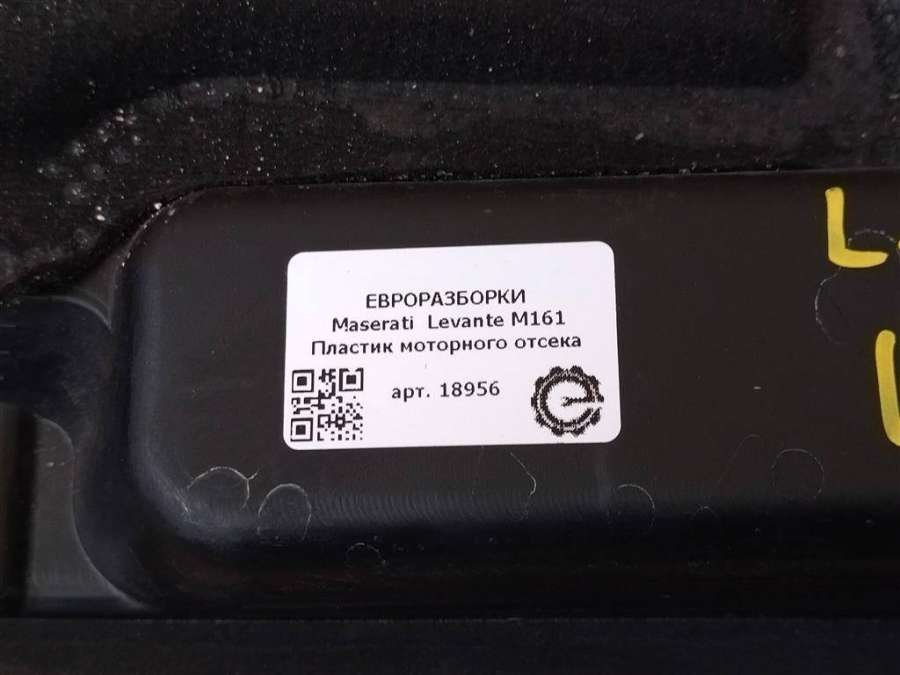 ЕВРОРАЗБОРКИ
Maserati Levante M161
Пластик моторного отсека
арт. 18956